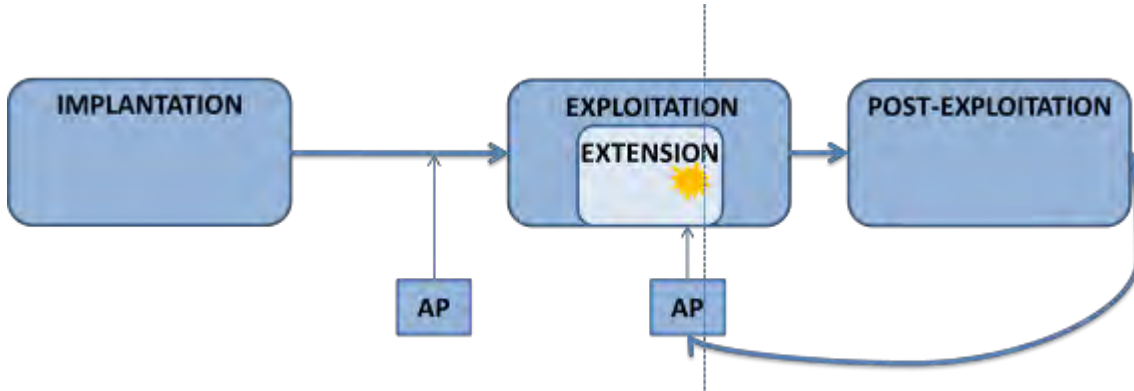 IMPLANTATION
EXPLOITATION
EXTENSION
POST-EXPLOITATION
AP
AP